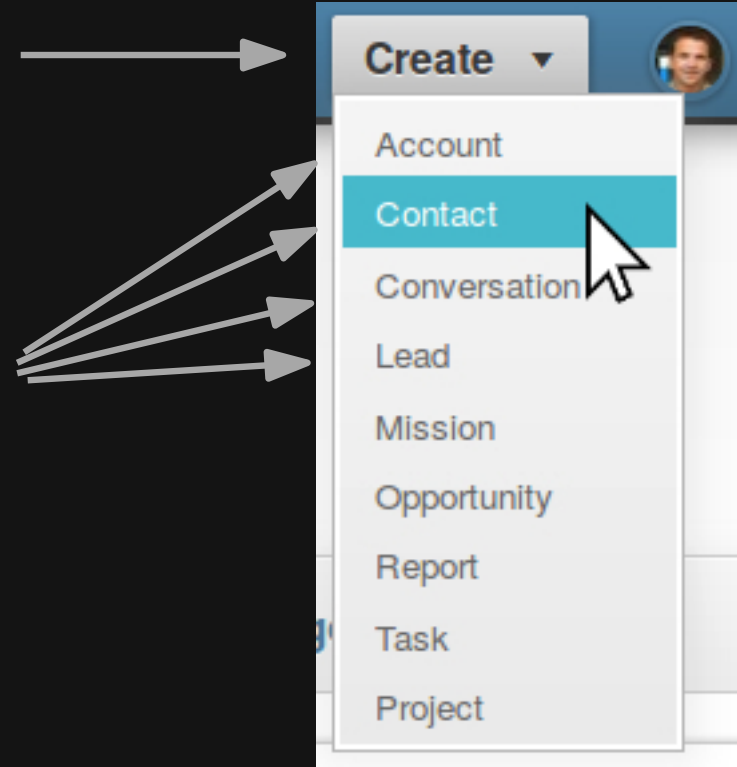 Create
Account
Contact
Conversation
Lead
Mission
Opportunity
Report
Task
Project